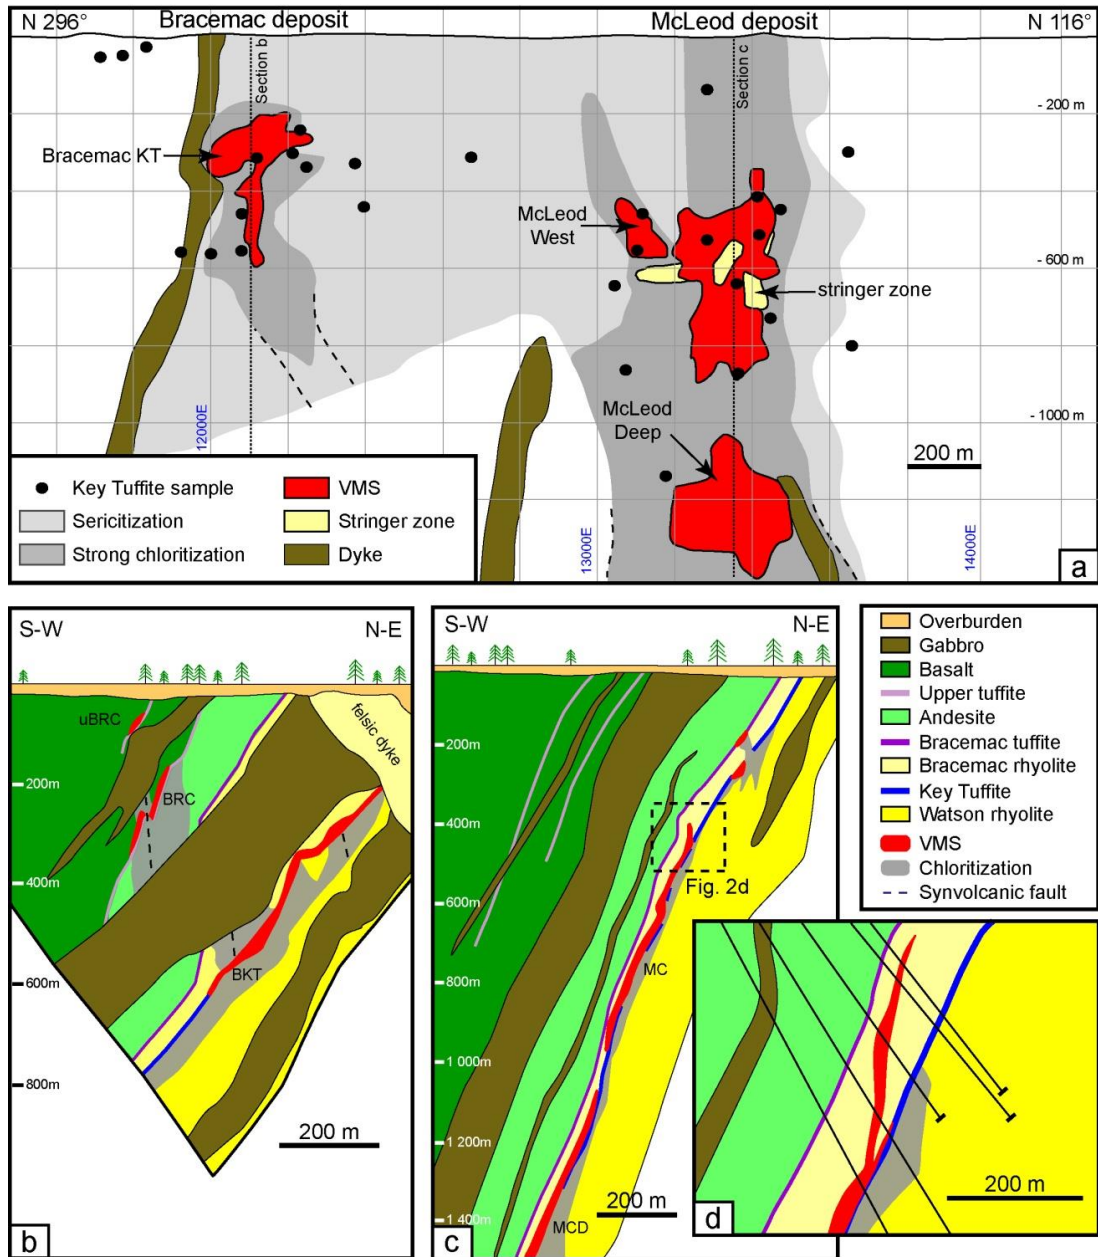 Bracemac deposit
McLeod deposit
N 296°
N 116°
Section b
Section c
- 200 m
Bracemac KT
McLeod
West
- 600 m
stringer zone
McLeod
Deep
- 1000 m
12000E
200 m
Key Tuffite sample
VMS
Sericitization
Stringer zone
Strong chloritization
Dyke
13000E
14000E
a
S-W
N-E
uBRC
felsic dyke
200m
BRC
400m
BKT
600m
800m
200 m
b
S-W
N-E
200m
400m
Fig. 2d
600m
MC
800m
1 000m
1 200m
200 m
MCD
1 400m
c
Overburden
Gabbro
Basalt
Upper tuffite
Andesite
Bracemac tuffite
Bracemac rhyolite
Key Tuffite
Watson rhyolite
VMS
Chloritization
Synvolcanic fault
200 m
d